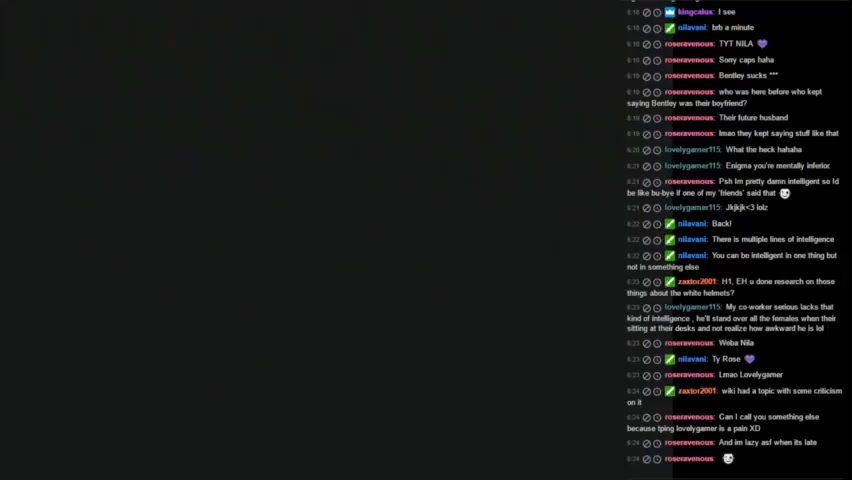 6:18 kingcalus: I see
6:18 nilavani: brb a minute
6:18 roseravenous: TYT NILA
6:19 roseravenous: Sorry caps haha
6:19 roseravenous: Bentley sucks ***
6:19 roseravenous: who was here before who kept
saying Bentley was their boyfriend?
6:19 roseravenous: Their future husband
6:19 roseravenous: lmao they kept saying stuff like that
6:20 lovelygamer115: What the heck hahaha
6:21 lovelygamer115: Enigma you're mentally inferior.
6:21 roseravenous: Psh Im pretty damn intelligent so Id
be like bu-bye if one of my 'friends' said that
6:21 lovelygamer115: Jkjkjk<3 lolz
6:22 nilavani: Back!
6:22 nilavani: There is multiple lines of intelligence
6:22 nilavani: You can be intelligent in one thing but
not in something else
6:23 zaxtor2001: H1, EH u done research on those
things about the white helmets?
6:23 lovelygamer115: My co-worker serious lacks that
kind of intelligence , he'll stand over all the females when their
sitting at their desks and not realize how awkward he is lol
6:23 roseravenous: Weba Nila
6:23 nilavani: Ty Rose
6:23 roseravenous: Lmao Lovelygamer
6:24 zaxtor2001: wiki had a topic with some criticism
on it
6:24 roseravenous: Can I call you something else
because tping lovelygamer is a pain XD
6:24 roseravenous: And im lazy asf when its late
6:24 roseravenous: